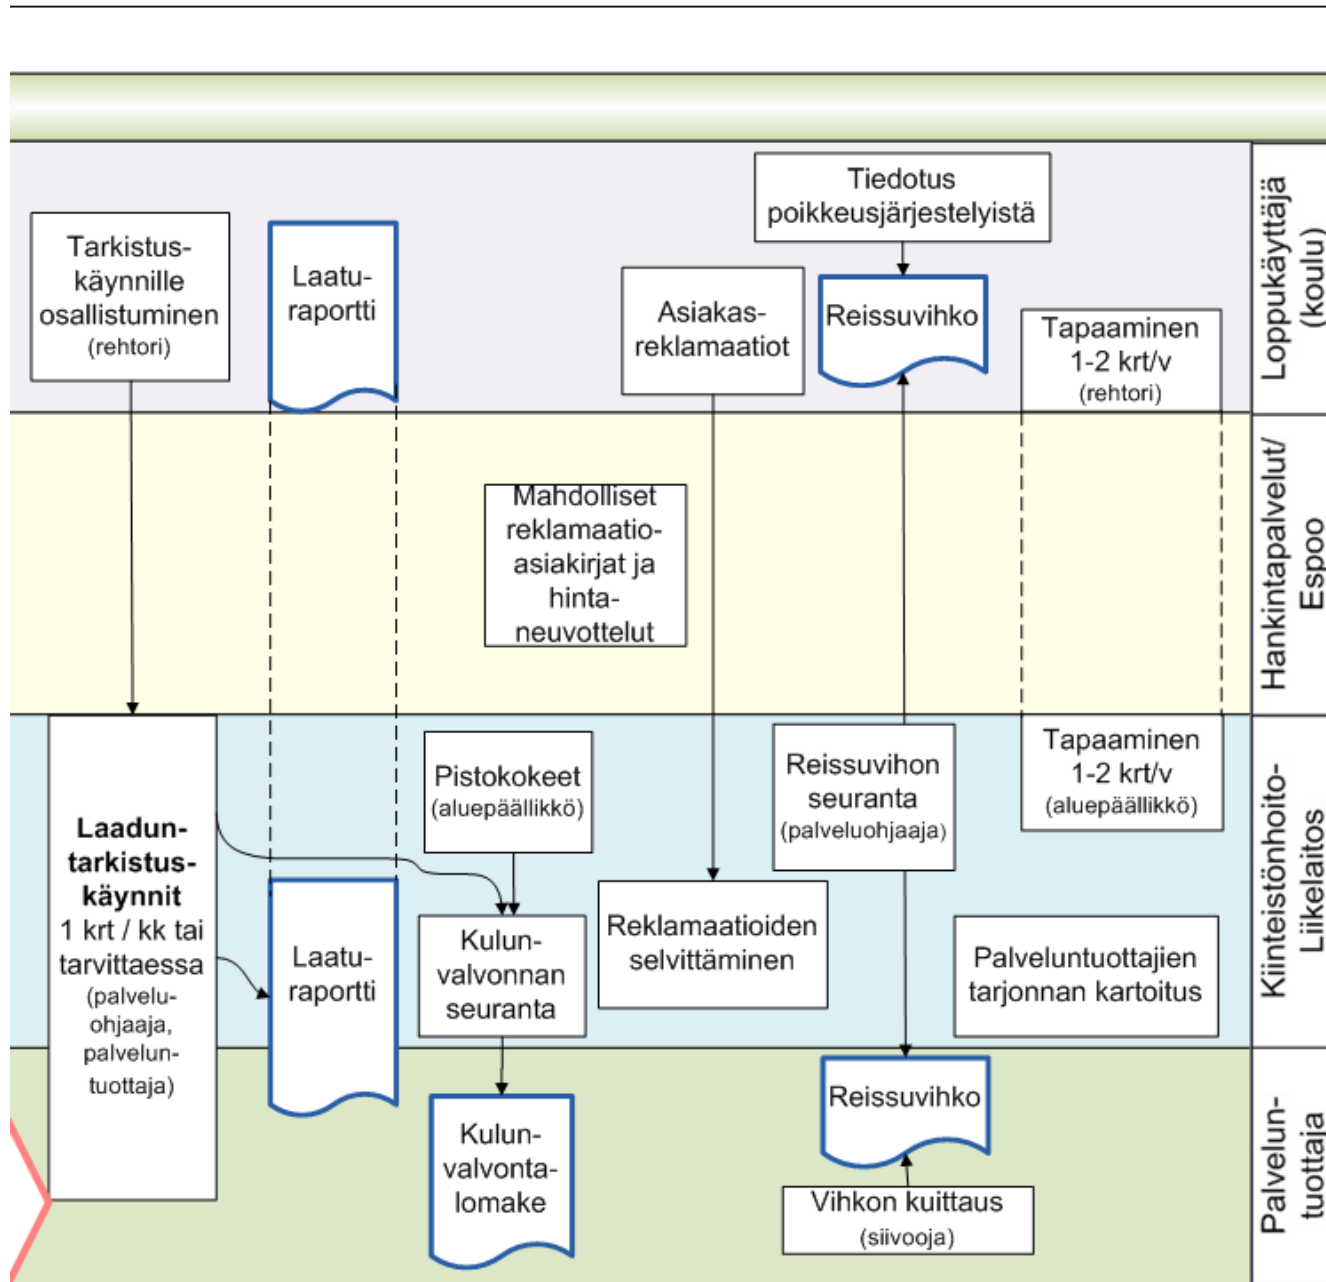 Tarkistus-
käynnille
osallistuminen
(rehtori)
Laatu-
raportti
Asiakas-
reklamaatiot
Tiedotus
poikkeusjärjestelyistä
Reissuvihko
Tapaaminen
1-2 krt/v
(rehtori)
Loppukäyttäjä
(koulu)
Mahdolliset
reklamaatio-
asiakirjat ja
hinta-
neuvottelut
Hankintapalvelut/
Espoo
Laadun-
tarkistus-
käynnit
1 krt / kk tai
tarvittaessa
(palvelu-
ohjaaja,
palvelun-
tuottaja)
Laatu-
raportti
Pistokokeet
(aluepäällikkö)
Kulun-
valvonnan
seuranta
Reklamaatioiden
selvittäminen
Reissuvihon
seuranta
(palveluohjaaja)
Tapaaminen
1-2 krt/v
(aluepäällikkö)
Palveluntuottajien
tarjonnan kartoitus
Kiinteistönhoito-
Liikelaitos
Kulun-
valvonta-
lomake
Reissuvihko
Vihkon kuittaus
(siivooja)
Palvelun-
tuottaja